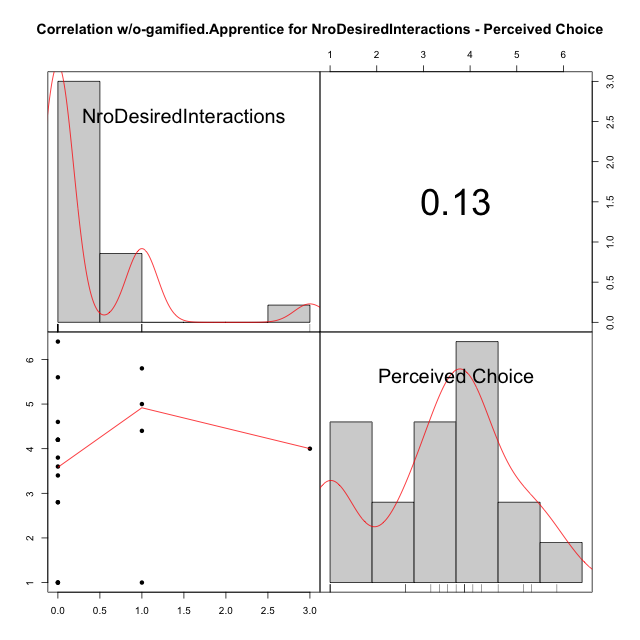 Correlation w/o-gamified.Apprentice for NroDesiredInteractions - Perceived Choice
1 2 3 4 5 6
NroDesiredInteractions
0.13
3.0
2.5
2.0
1.5
1.0
0.5
0.0
6
5
4
3
2
1
Perceived Choice
0.0 0.5 1.0 1.5 2.0 2.5 3.0